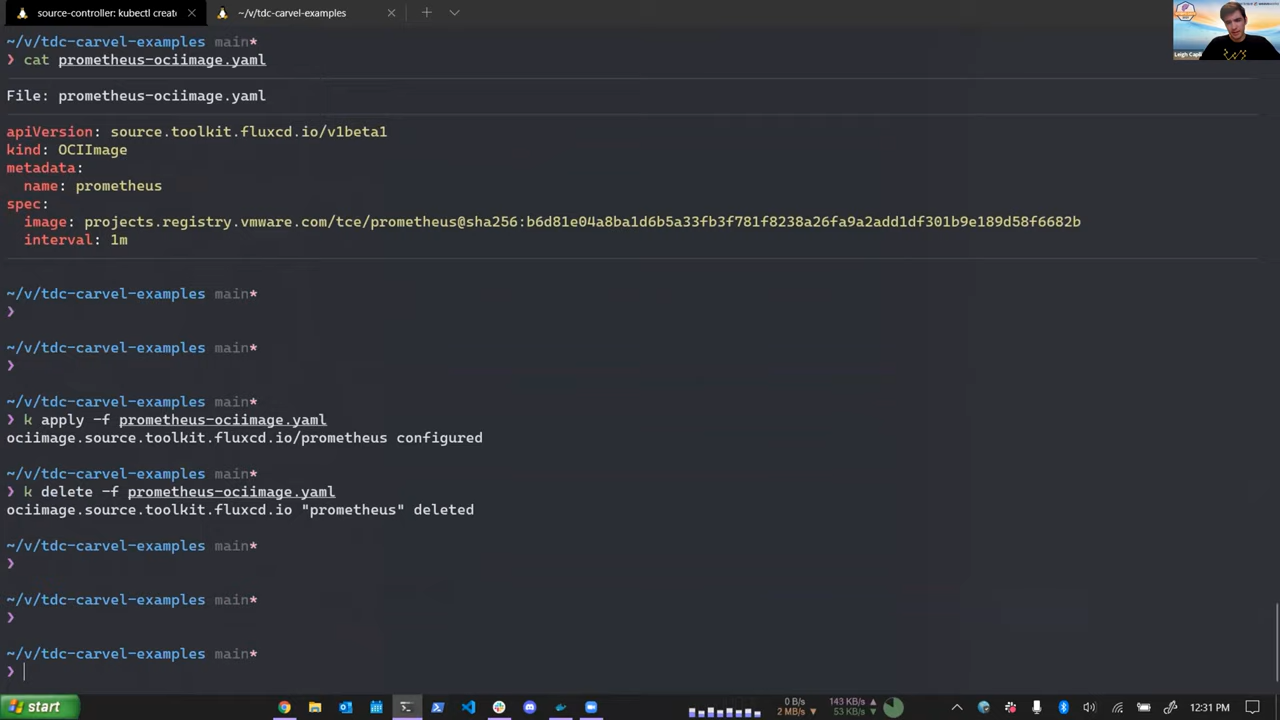 source-controller: kubectl create
~/v/tdc-carvel-examples
~/v/tdc-carvel-examples main*
❯ cat prometheus-ociimage.yaml
File: prometheus-ociimage.yaml
apiVersion: source.toolkit.fluxcd.io/v1beta1
kind: OCIImage
metadata:
name: prometheus
spec:
image: projects.registry.vmware.com/tce/prometheus@sha256:b6d81e04a8ba1d6b5a33fb3f781f8238a26fa9a2add1df301b9e189d58f6682b
interval: 1m
~/v/tdc-carvel-examples main*
❯
~/v/tdc-carvel-examples main*
❯
~/v/tdc-carvel-examples main*
❯ k apply -f prometheus-ociimage.yaml
ociimage.source.toolkit.fluxcd.io/prometheus configured
~/v/tdc-carvel-examples main*
❯ k delete -f prometheus-ociimage.yaml
ociimage.source.toolkit.fluxcd.io "prometheus" deleted
~/v/tdc-carvel-examples main*
❯
~/v/tdc-carvel-examples main*
❯
~/v/tdc-carvel-examples main*
❯
start
0 B/s
2 MB/s
143 KB/s
53 KB/s
12:31 PM